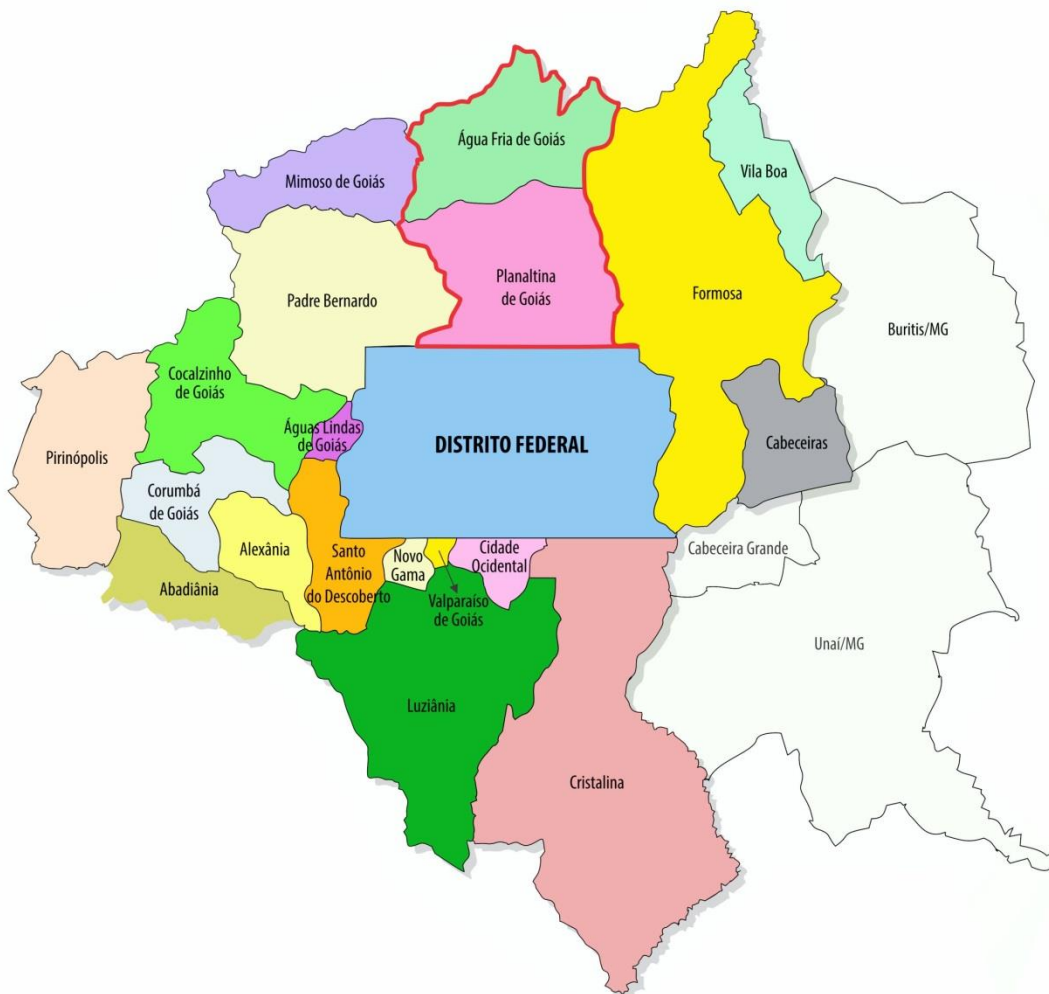 Água Fria de Goiás
Vila Boa
Mimoso de Goiás
Planaltina
de Goiás
Padre Bernardo
Formosa
Buritis/MG
Cocalzinho
de Goiás
Águas Lindas
de Goiás
DISTRITO FEDERAL
Cabeceiras
Pirinópolis
Corumbá
de Goiás
Alexânia
Santo
Antônio
do Descoberto
Novo
Gama
Cidade
Ocidental
Cabeceira Grande
Abadiânia
Valparaíso
de Goiás
Unaí/MG
Luziânia
Cristalina